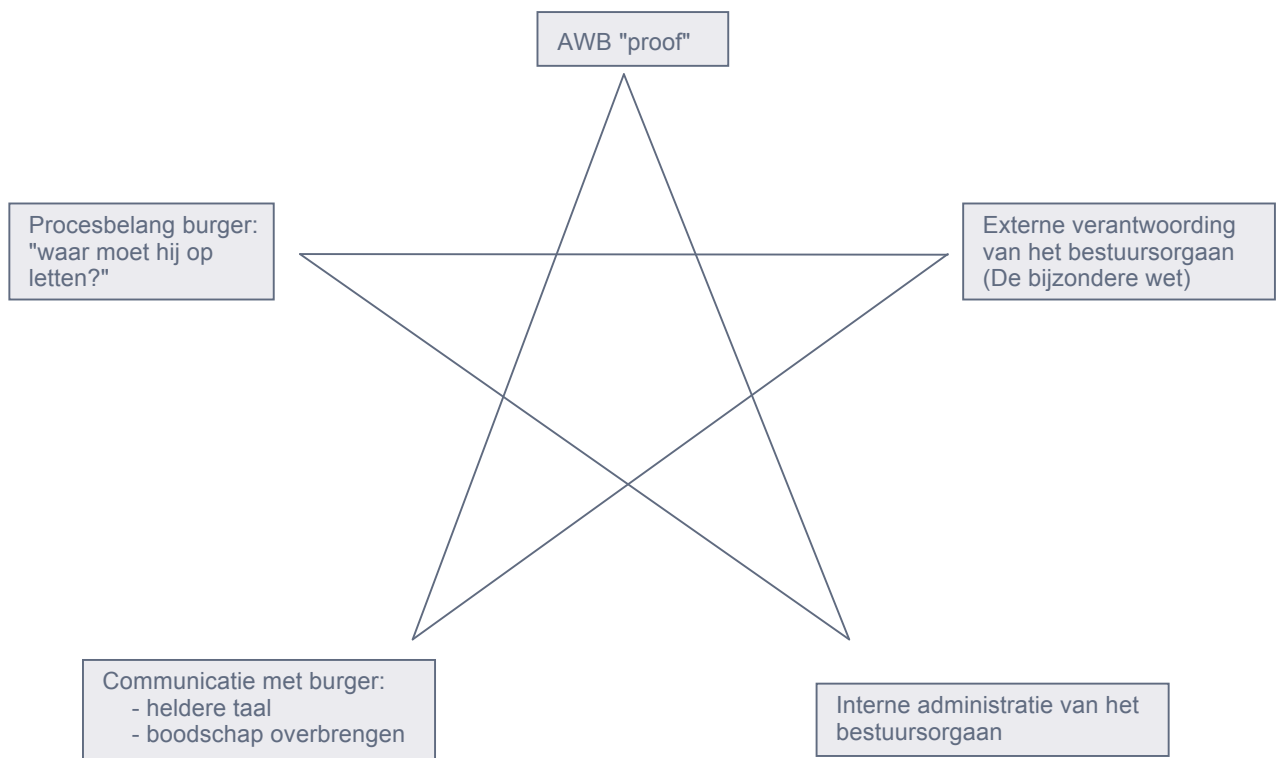 AWB "proof"
Procesbelang burger:
"waar moet hij op
letten?"
Externe verantwoording
van het bestuursorgaan
(De bijzondere wet)
Communicatie met burger:
- heldere taal
- boodschap overbrengen
Interne administratie van het
bestuursorgaan